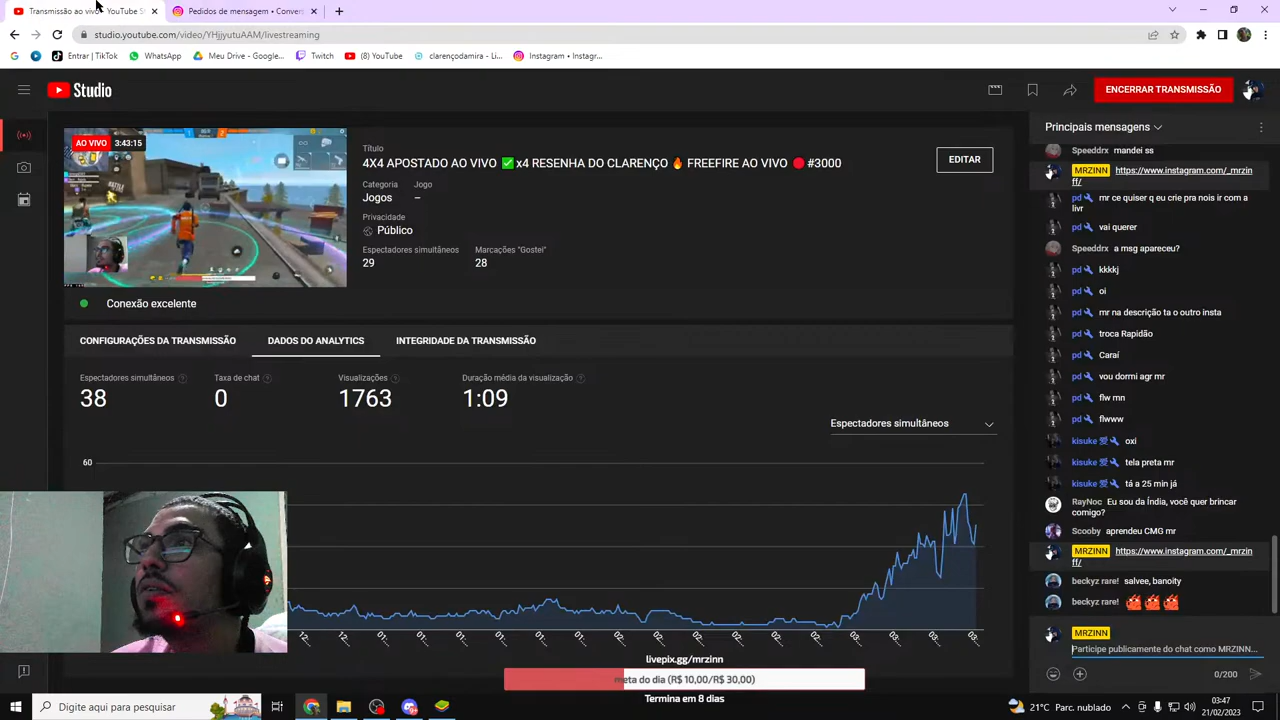 Transmissão ao vivo - YouTube S
Pedidos de mensagem • Convers
studio.youtube.com/video/YHjjyutuAAM/livestreaming
Entrar | TikTok
WhatsApp
Meu Drive - Google...
Twitch
(8) YouTube
clarençodamira - Li...
Instagram • Instagr...
Studio
ENCERRAR TRANSMISSÃO
AO VIVO
3:43:15
Título
4X4 APOSTADO AO VIVO ✅ x4 RESENHA DO CLARENÇO 🔥 FREEFIRE AO VIVO 🔴 #3000
EDITAR
Categoria
Jogo
Jogos
–
Privacidade
Público
Espectadores simultâneos
Marcações "Gostei"
29
28
Conexão excelente
CONFIGURAÇÕES DA TRANSMISSÃO
DADOS DO ANALYTICS
INTEGRIDADE DA TRANSMISSÃO
Espectadores simultâneos
Taxa de chat
Visualizações
Duração média da visualização
38
0
1763
1:09
Espectadores simultâneos
60
Principais mensagens
Speeddrx mandei ss
MRZINN https://www.instagram.com/_mrzin
ff/
pd mr ce quiser q eu crie pra nois ir com a
livr
pd vai querer
Speeddrx a msg apareceu?
pd kkkkj
pd oi
pd mr na descrição ta o outro insta
pd troca Rapidão
pd Caraí
pd vou dormi agr mr
pd flw mn
pd flwww
kisuke 愛 oxi
kisuke 愛 tela preta mr
kisuke 愛 tá a 25 min já
RayNoc Eu sou da Índia, você quer brincar
comigo?
Scooby aprendeu CMG mr
MRZINN https://www.instagram.com/_mrzin
ff/
beckyz rare! salvee, banoity
beckyz rare!
MRZINN
Participe publicamente do chat como MRZINN...
0/200
livepix.gg/mrzinn
meta do dia (R$ 10,00/R$ 30,00)
Termina em 8 dias
Digite aqui para pesquisar
21°C Parc. nublado
03:47
21/02/2023